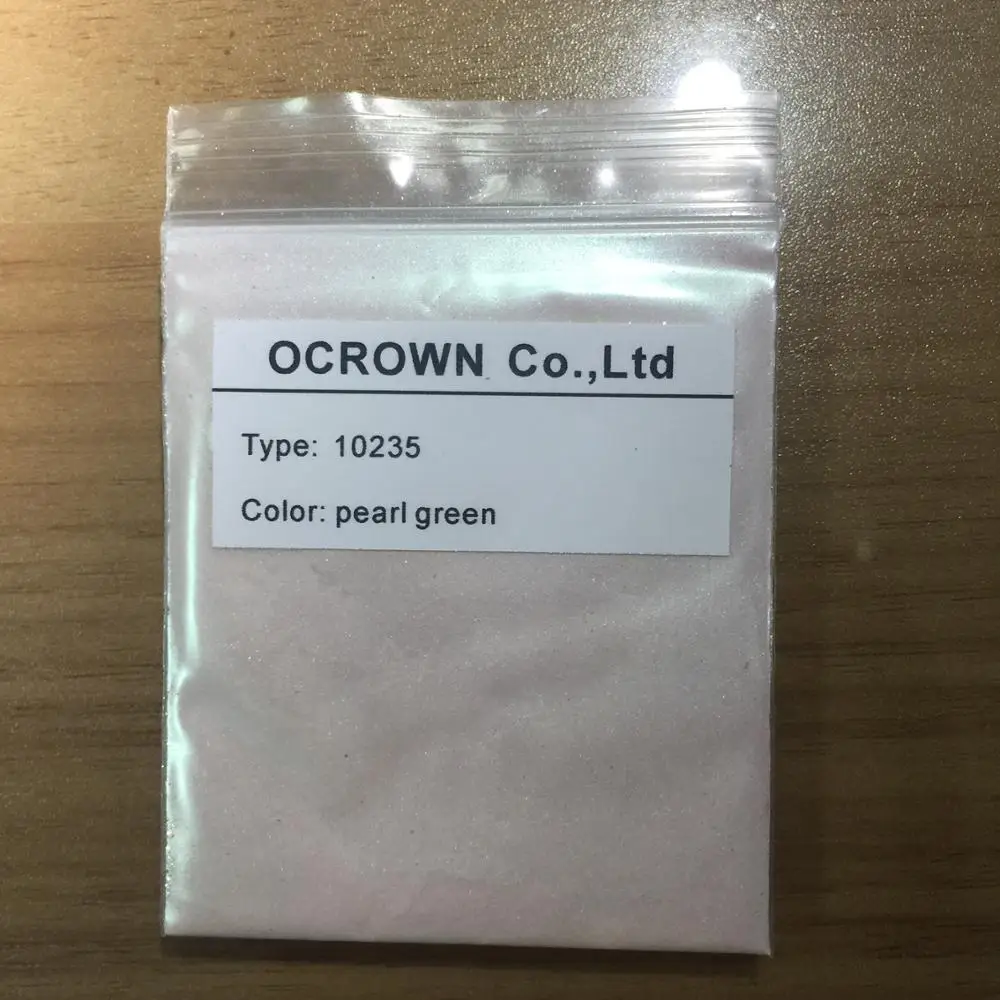 OCROWN Co.,Ltd
Type: 10235
Color: pearl green